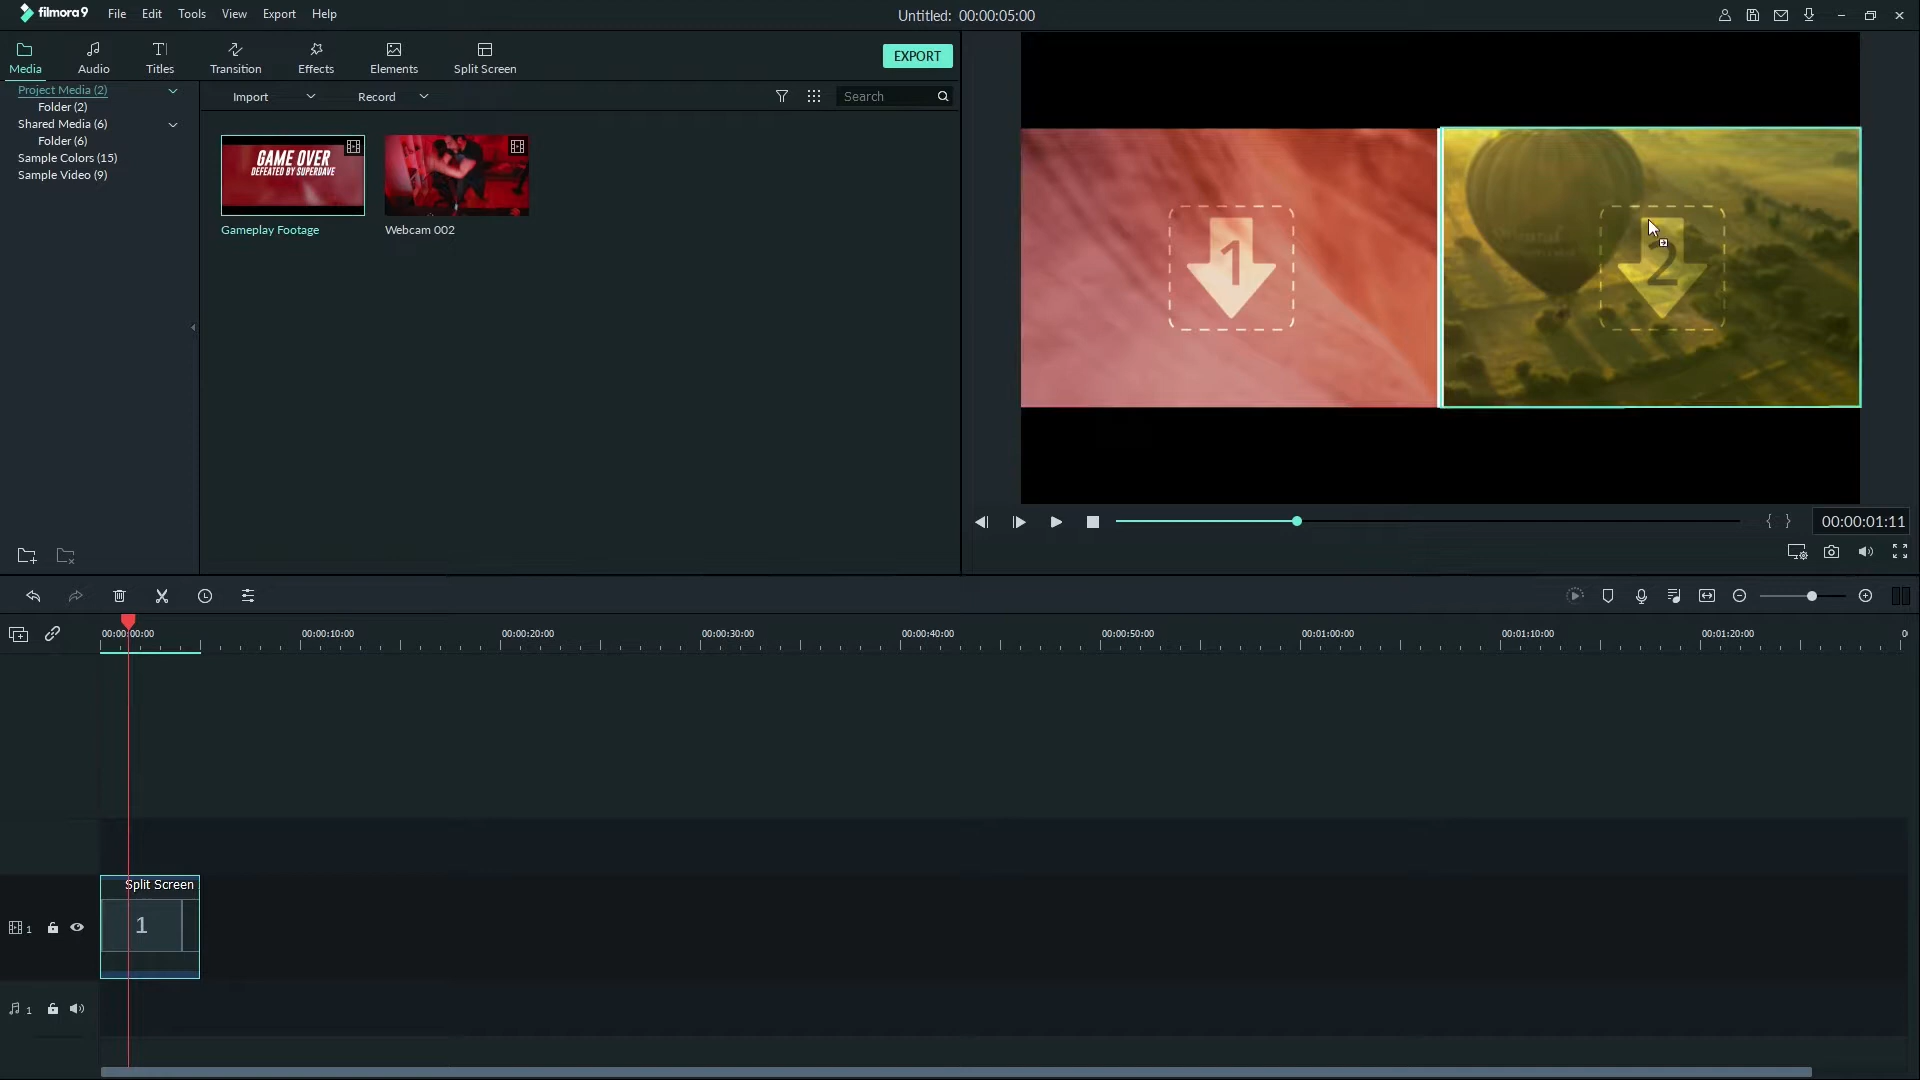 filmora9 File Edit Tools View Export Help
Untitled: 00:00:05:00
Media Audio Titles Transition Effects Elements Split Screen
EXPORT
Project Media (2)
Folder (2)
Shared Media (6)
Folder (6)
Sample Colors (15)
Sample Video (9)
Import Record Search
GAME OVER
DEFEATED BY SUPERDAVE
Gameplay Footage Webcam 002
1 2
{ } 00:00:01:11
00:00:00:00 00:00:10:00 00:00:20:00 00:00:30:00 00:00:40:00 00:00:50:00 00:01:00:00 00:01:10:00 00:01:20:00 0
Split Screen
1
1
1